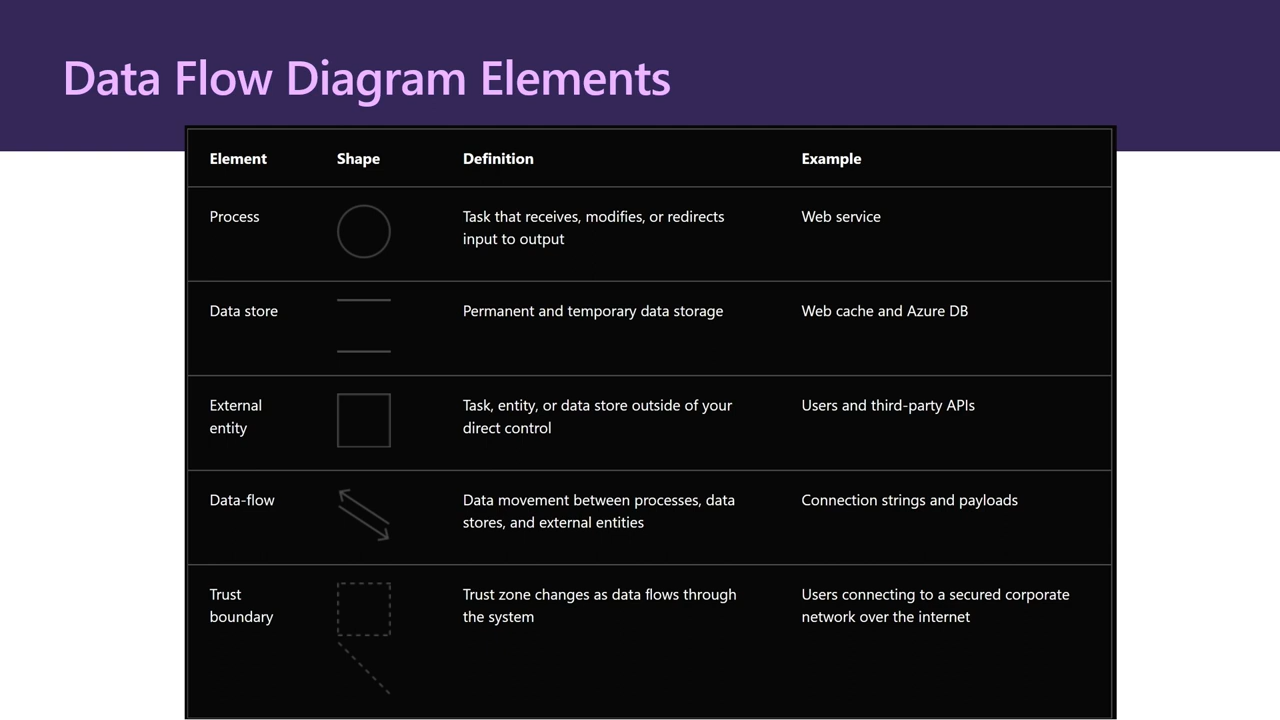 Data Flow Diagram Elements
Element Shape Definition Example
Process Task that receives, modifies, or redirects Web service
input to output
Data store Permanent and temporary data storage Web cache and Azure DB
External Task, entity, or data store outside of your Users and third-party APIs
entity direct control
Data-flow Data movement between processes, data Connection strings and payloads
stores, and external entities
Trust Trust zone changes as data flows through Users connecting to a secured corporate
boundary the system network over the internet